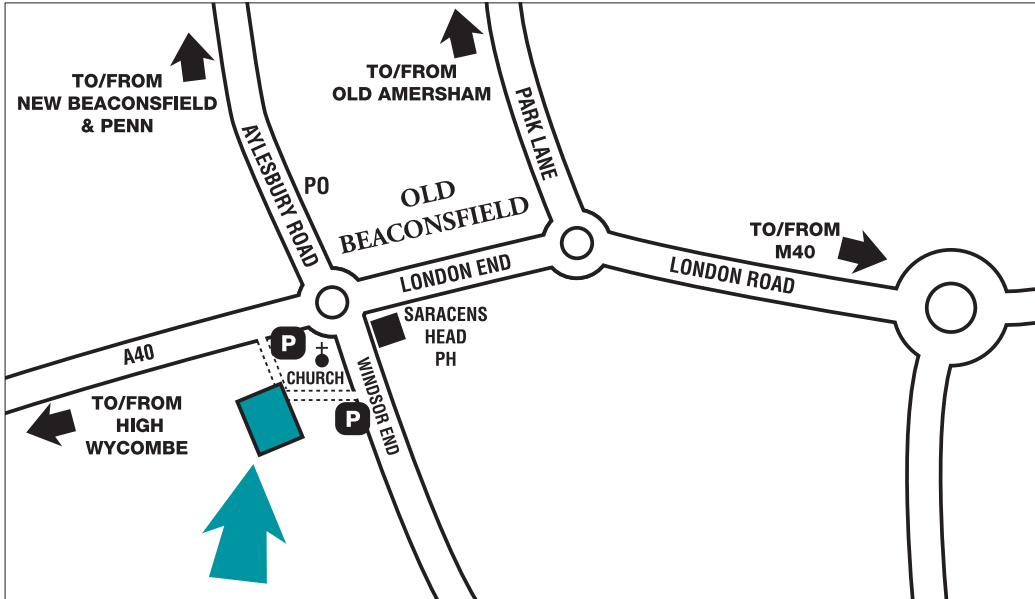 TO/FROM
NEW BEACONSFIELD
& PENN
TO/FROM
OLD AMERSHAM
AYLESBURY ROAD
PO
PARK LANE
OLD
BEACONSFIELD
TO/FROM
M40
LONDON END
LONDON ROAD
SARACENS
HEAD
PH
A40
P
CHURCH
WINDSOR END
P
TO/FROM
HIGH
WYCOMBE